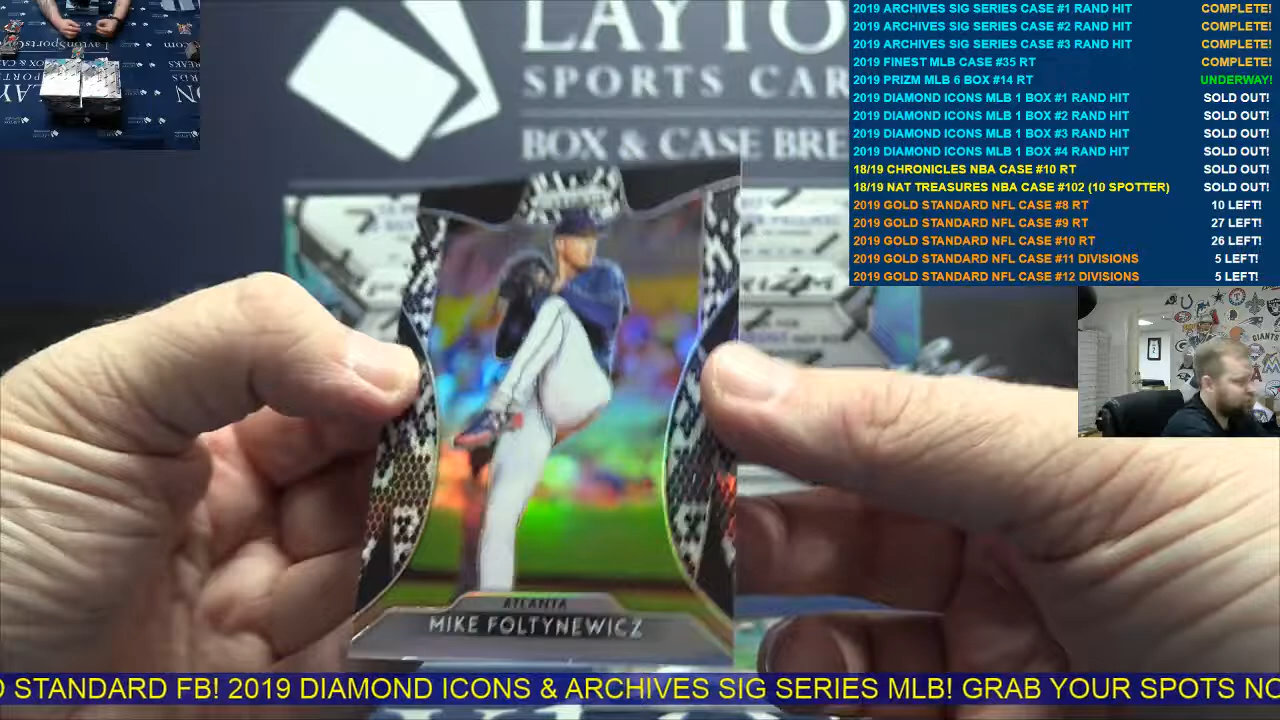 LAYTO
SPORTS CAR
BOX & CASE BRE
2019 ARCHIVES SIG SERIES CASE #1 RAND HIT COMPLETE!
2019 ARCHIVES SIG SERIES CASE #2 RAND HIT COMPLETE!
2019 ARCHIVES SIG SERIES CASE #3 RAND HIT COMPLETE!
2019 FINEST MLB CASE #35 RT COMPLETE!
2019 PRIZM MLB 6 BOX #14 RT UNDERWAY!
2019 DIAMOND ICONS MLB 1 BOX #1 RAND HIT SOLD OUT!
2019 DIAMOND ICONS MLB 1 BOX #2 RAND HIT SOLD OUT!
2019 DIAMOND ICONS MLB 1 BOX #3 RAND HIT SOLD OUT!
2019 DIAMOND ICONS MLB 1 BOX #4 RAND HIT SOLD OUT!
18/19 CHRONICLES NBA CASE #10 RT SOLD OUT!
18/19 NAT TREASURES NBA CASE #102 (10 SPOTTER) SOLD OUT!
2019 GOLD STANDARD NFL CASE #8 RT 10 LEFT!
2019 GOLD STANDARD NFL CASE #9 RT 27 LEFT!
2019 GOLD STANDARD NFL CASE #10 RT 26 LEFT!
2019 GOLD STANDARD NFL CASE #11 DIVISIONS 5 LEFT!
2019 GOLD STANDARD NFL CASE #12 DIVISIONS 5 LEFT!
GIANTS
ATLANTA
MIKE FOLTYNEWICZ
D STANDARD FB! 2019 DIAMOND ICONS & ARCHIVES SIG SERIES MLB! GRAB YOUR SPOTS NO